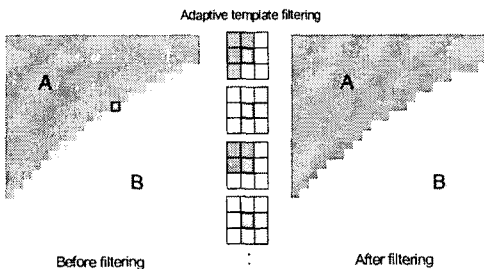 Adaptive template filtering
A
A
B
B
Before filtering
After filtering
: